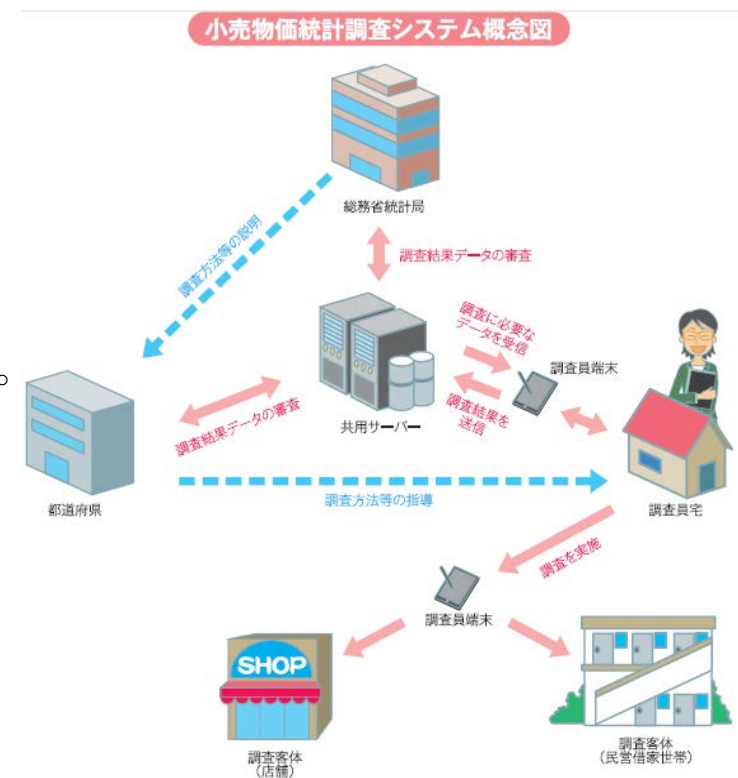 小売物価統計調査システム概念図
総務省統計局
調査方法等の説明
調査結果データの審査
調査に必要な
データを受信
調査員端末
共用サーバー
調査結果を
送信
調査結果データの審査
都道府県
調査方法等の指導
調査員宅
調査を実施
調査員端末
SHOP
調査客体
(店舗)
調査客体
(民営借家世帯)